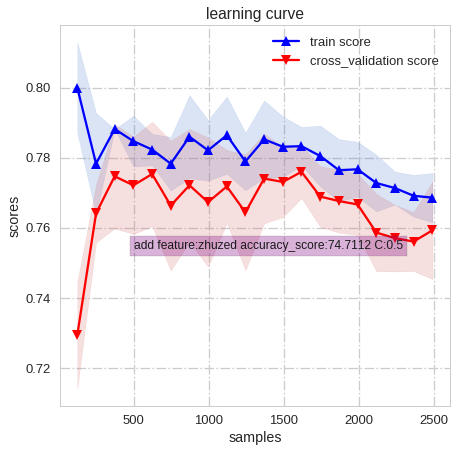 learning curve
train score
cross_validation score
0.80
0.78
0.76
0.74
0.72
scores
add feature:zhuzed accuracy_score:74.7112 C:0.5
500
1000
1500
2000
2500
samples